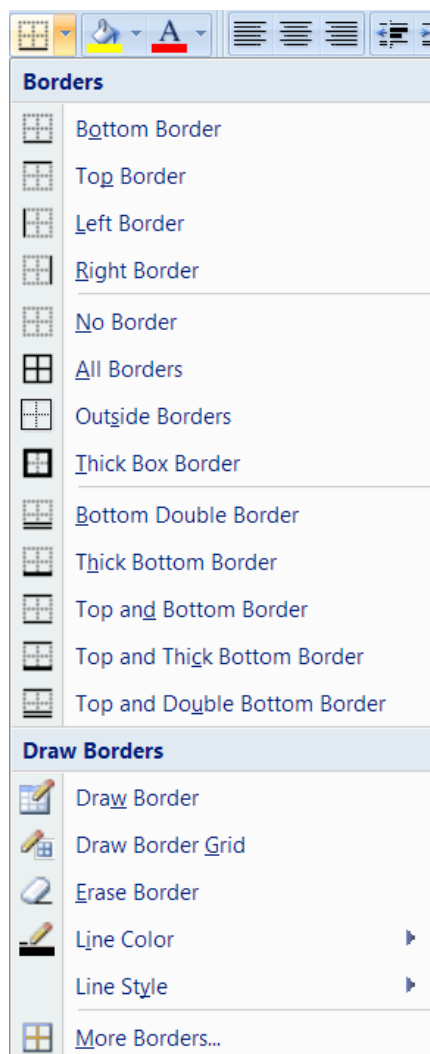 A
Borders
Bottom Border
Top Border
Left Border
Right Border
No Border
All Borders
Outside Borders
Thick Box Border
Bottom Double Border
Thick Bottom Border
Top and Bottom Border
Top and Thick Bottom Border
Top and Double Bottom Border
Draw Borders
Draw Border
Draw Border Grid
Erase Border
Line Color
Line Style
More Borders...